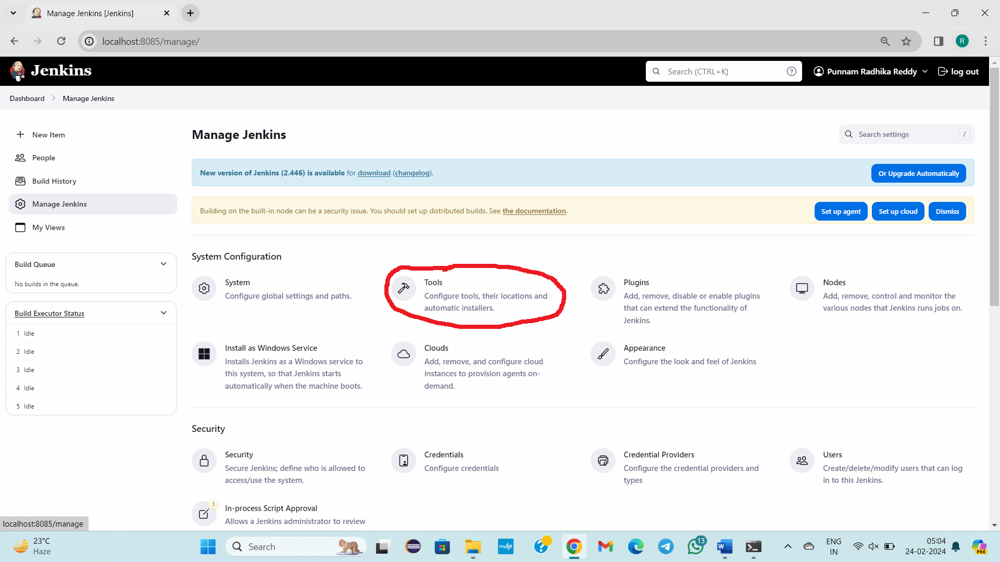 Manage Jenkins [Jenkins]
localhost:8085/manage/
R
Jenkins
Search (CTRL+K)
?
Punnam Radhika Reddy
log out
Dashboard
Manage Jenkins
New Item
People
Build History
Manage Jenkins
My Views
Build Queue
No builds in the queue.
Build Executor Status
1 Idle
2 Idle
3 Idle
4 Idle
5 Idle
Manage Jenkins
Search settings
/
New version of Jenkins (2.446) is available for download (changelog).
Or Upgrade Automatically
Building on the built-in node can be a security issue. You should set up distributed builds. See the documentation.
Set up agent
Set up cloud
Dismiss
System Configuration
System
Configure global settings and paths.
Tools
Configure tools, their locations and
automatic installers.
Plugins
Add, remove, disable or enable plugins
that can extend the functionality of
Jenkins.
Nodes
Add, remove, control and monitor the
various nodes that Jenkins runs jobs on.
Install as Windows Service
Installs Jenkins as a Windows service to
this system, so that Jenkins starts
automatically when the machine boots.
Clouds
Add, remove, and configure cloud
instances to provision agents on-
demand.
Appearance
Configure the look and feel of Jenkins
Security
Security
Secure Jenkins; define who is allowed to
access/use the system.
Credentials
Configure credentials
Credential Providers
Configure the credential providers and
types
Users
Create/delete/modify users that can log
in to this Jenkins.
1
In-process Script Approval
Allows a Jenkins administrator to review
localhost:8085/manage
23°C
Haze
Search
myhp
?
13
W
ENG
IN
05:04
24-02-2024
PRE